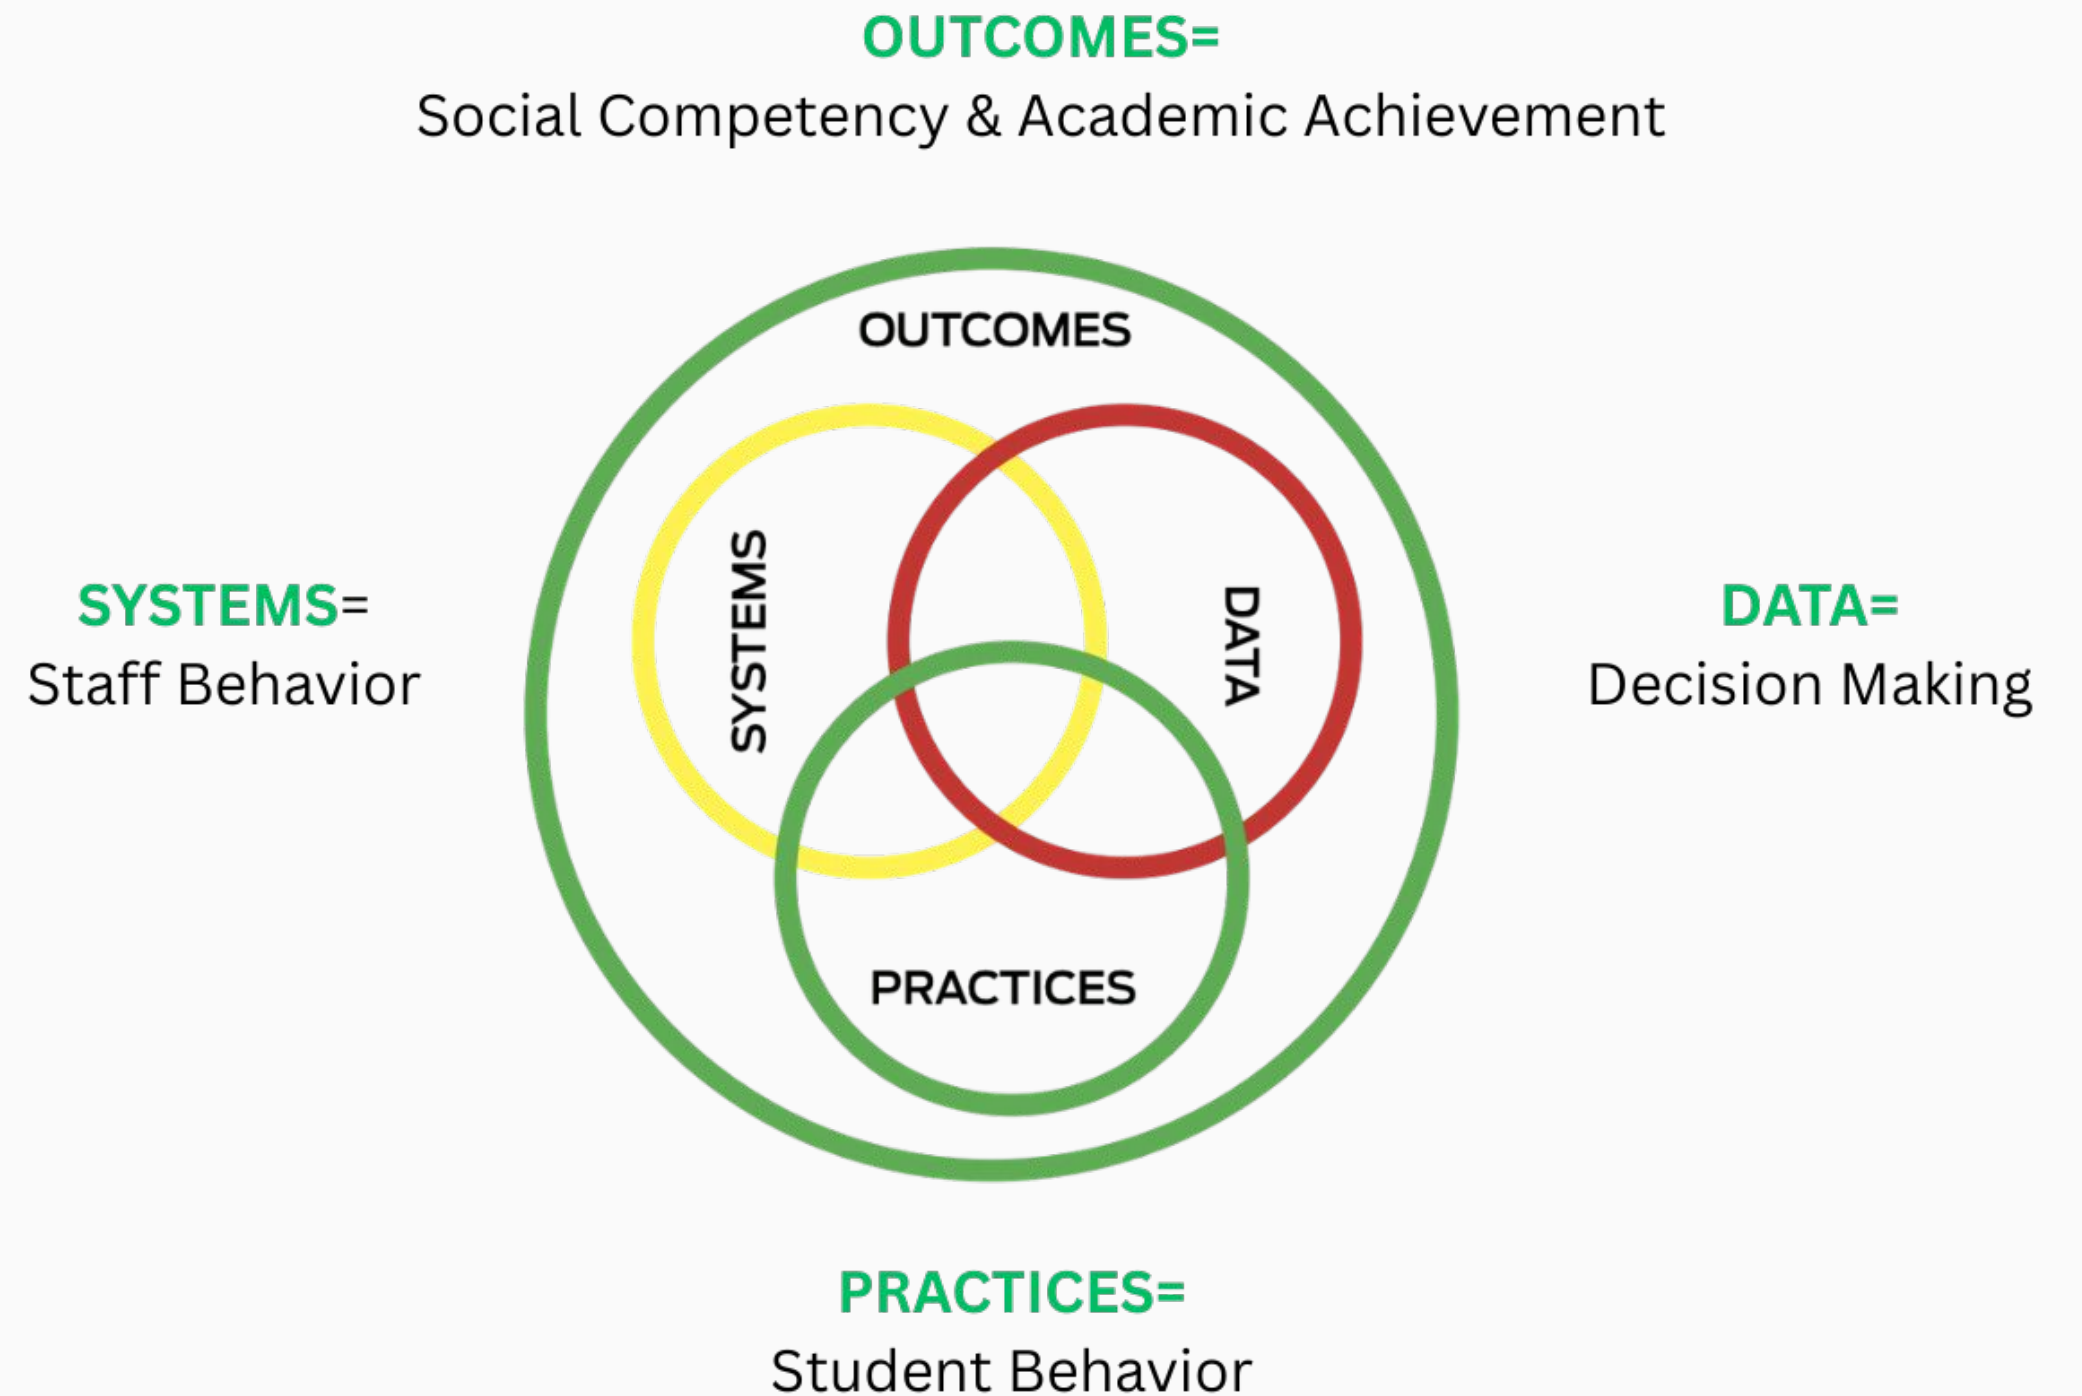 OUTCOMES=
Social Competency & Academic Achievement
OUTCOMES
SYSTEMS=
Staff Behavior
SYSTEMS
DATA
DATA=
Decision Making
PRACTICES
PRACTICES=
Student Behavior